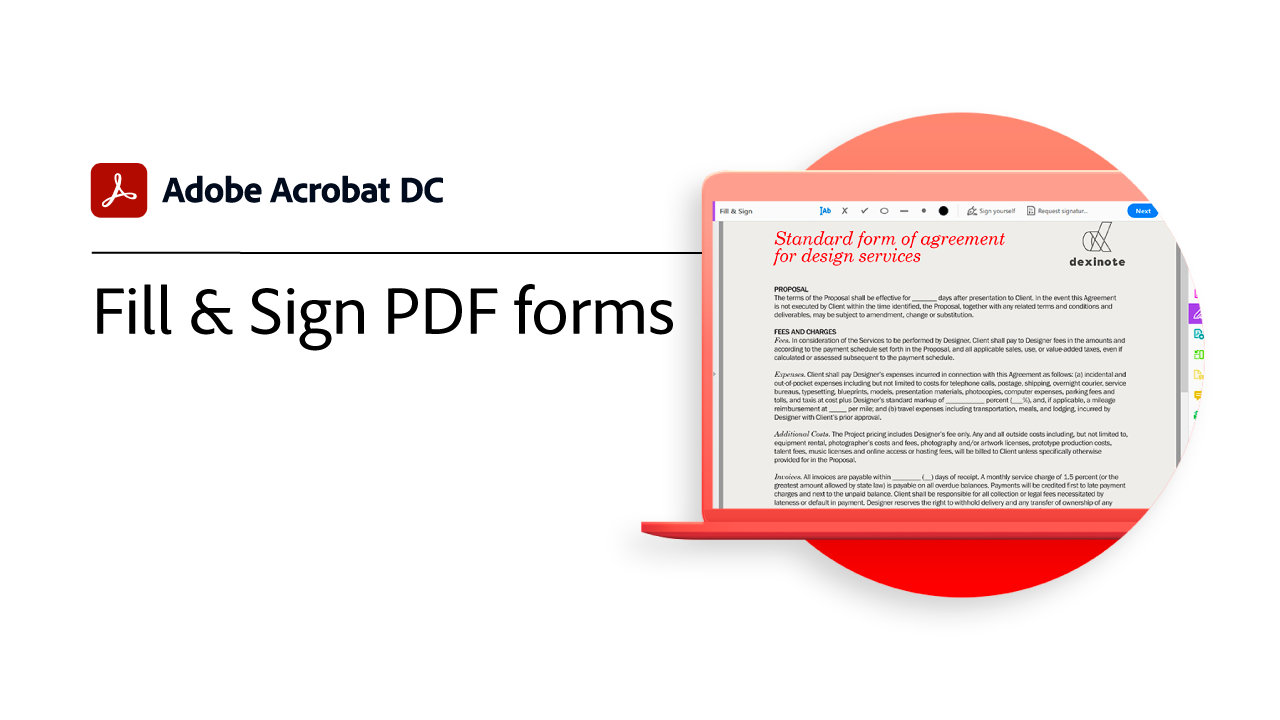 Adobe Acrobat DC
Fill & Sign PDF forms
Fill & Sign
Ab
Sign yourself
Request signatur...
Next
Standard form of agreement
for design services
dexinote
PROPOSAL
The terms of the Proposal shall be effective for _______ days after presentation to Client. In the event this Agreement
is not executed by Client within the time identified, the Proposal, together with any related terms and conditions and
deliverables, may be subject to amendment, change or substitution.
FEES AND CHARGES
Fees. In consideration of the Services to be performed by Designer, Client shall pay to Designer fees in the amounts and
according to the payment schedule set forth in the Proposal, and all applicable sales, use, or value-added taxes, even if
calculated or assessed subsequent to the payment schedule.
Expenses. Client shall pay Designer's expenses incurred in connection with this Agreement as follows: (a) incidental and
out-of-pocket expenses including but not limited to costs for telephone calls, postage, shipping, overnight courier, service
bureaus, typesetting, blueprints, models, presentation materials, photocopies, computer expenses, parking fees and
tolls, and taxis at cost plus Designer's standard markup of ___________ percent (___%), and, if applicable, a mileage
reimbursement at _____ per mile; and (b) travel expenses including transportation, meals, and lodging, incurred by
Designer with Client's prior approval.
Additional Costs. The Project pricing includes Designer's fee only. Any and all outside costs including, but not limited to,
equipment rental, photographer's costs and fees, photography and/or artwork licenses, prototype production costs,
talent fees, music licenses and online access or hosting fees, will be billed to Client unless specifically otherwise
provided for in the Proposal.
Invoices. All invoices are payable within ________ (__) days of receipt. A monthly service charge of 1.5 percent (or the
greatest amount allowed by state law) is payable on all overdue balances. Payments will be credited first to late payment
charges and next to the unpaid balance. Client shall be responsible for all collection or legal fees necessitated by
lateness or default in payment. Designer reserves the right to withhold delivery and any transfer of ownership of any